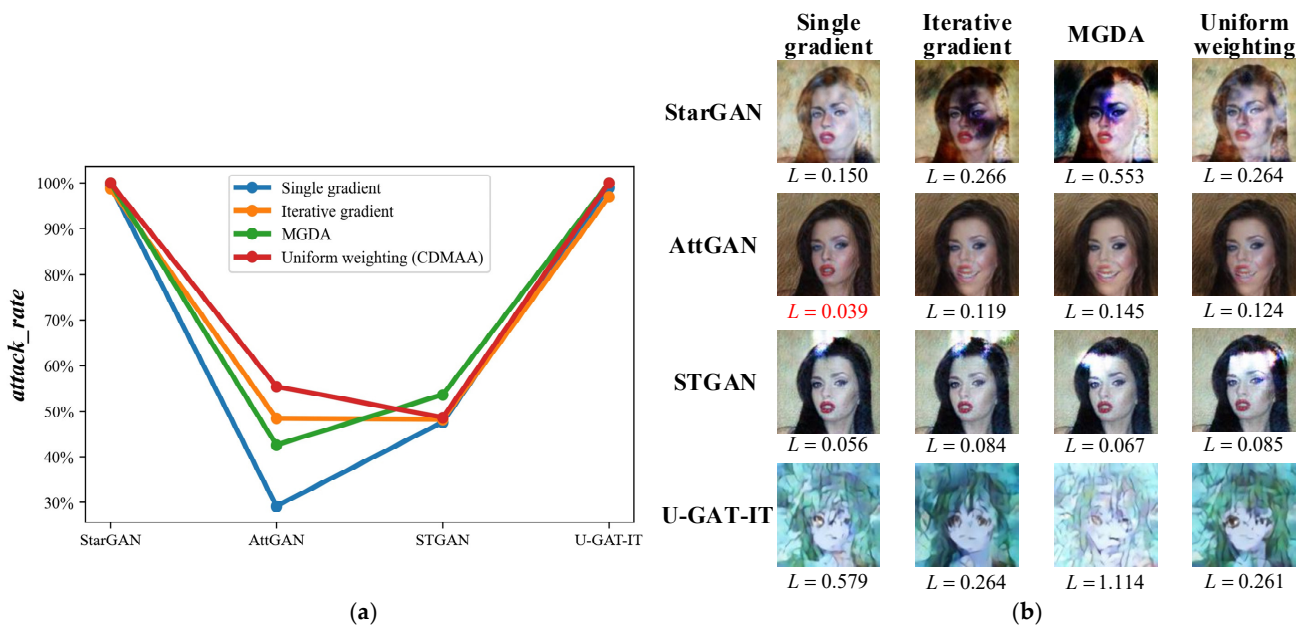 100%
90%
80%
70%
60%
50%
40%
30%
attack_rate
Single gradient
Iterative gradient
MGDA
Uniform weighting (CDMAA)
StarGAN
AttGAN
STGAN
U-GAT-IT
(a)
Single gradient
Iterative gradient
MGDA
Uniform weighting
StarGAN
L = 0.150
L = 0.266
L = 0.553
L = 0.264
AttGAN
L = 0.039
L = 0.119
L = 0.145
L = 0.124
STGAN
L = 0.056
L = 0.084
L = 0.067
L = 0.085
U-GAT-IT
L = 0.579
L = 0.264
L = 1.114
L = 0.261
(b)